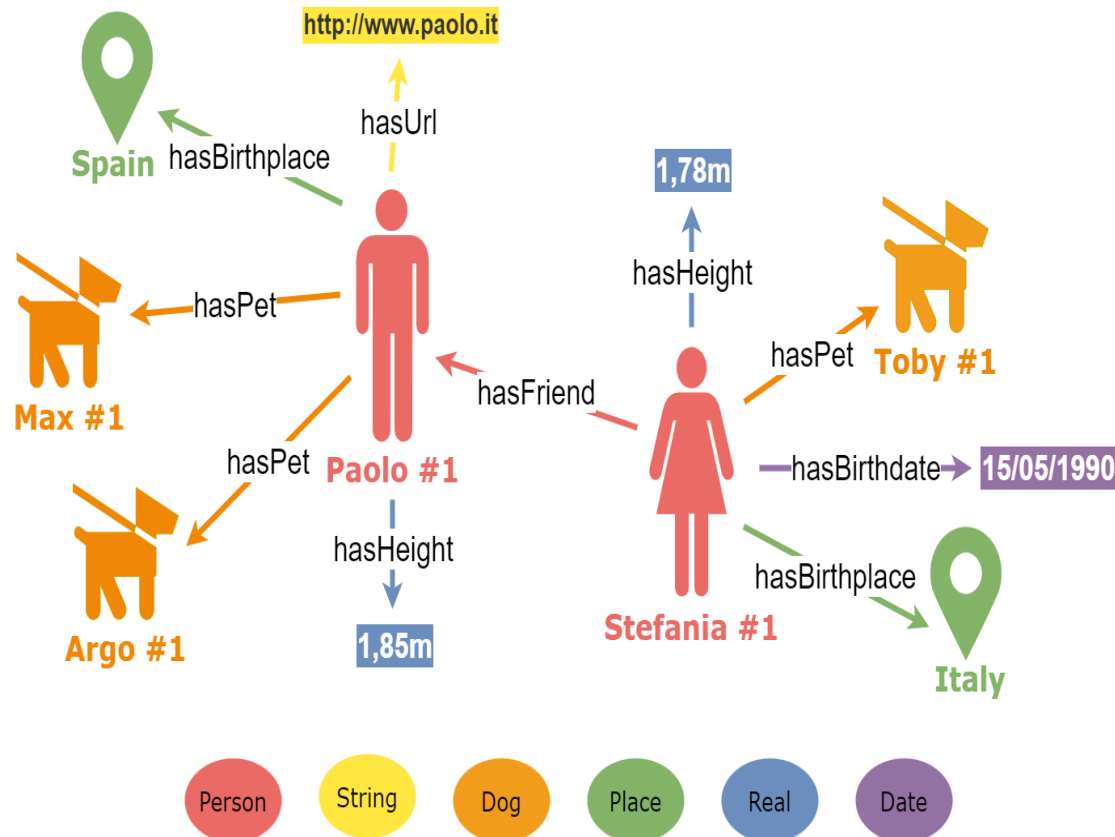 http://www.paolo.it
hasUrl
hasBirthplace
Spain
1,78m
hasHeight
hasPet
Max #1
hasPet
Toby #1
hasFriend
hasPet
Paolo #1
hasBirthdate
15/05/1990
hasHeight
hasBirthplace
Stefania #1
Argo #1
1,85m
Italy
Person
String
Dog
Place
Real
Date